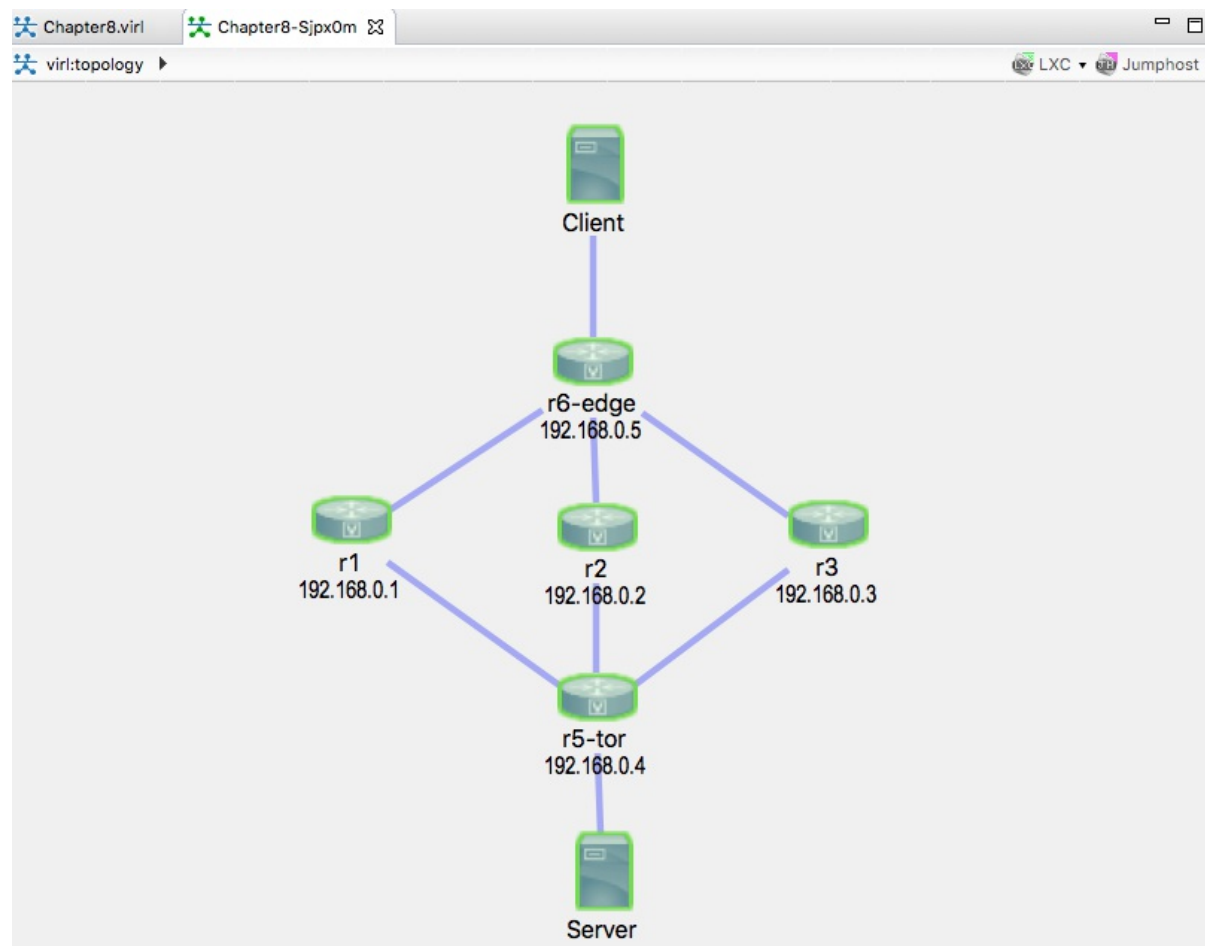 Chapter8.virl Chapter8-Sjpx0m
virl:topology LXC Jumphost
Client
r6-edge
192.168.0.5
r1
192.168.0.1
r2
192.168.0.2
r3
192.168.0.3
r5-tor
192.168.0.4
Server